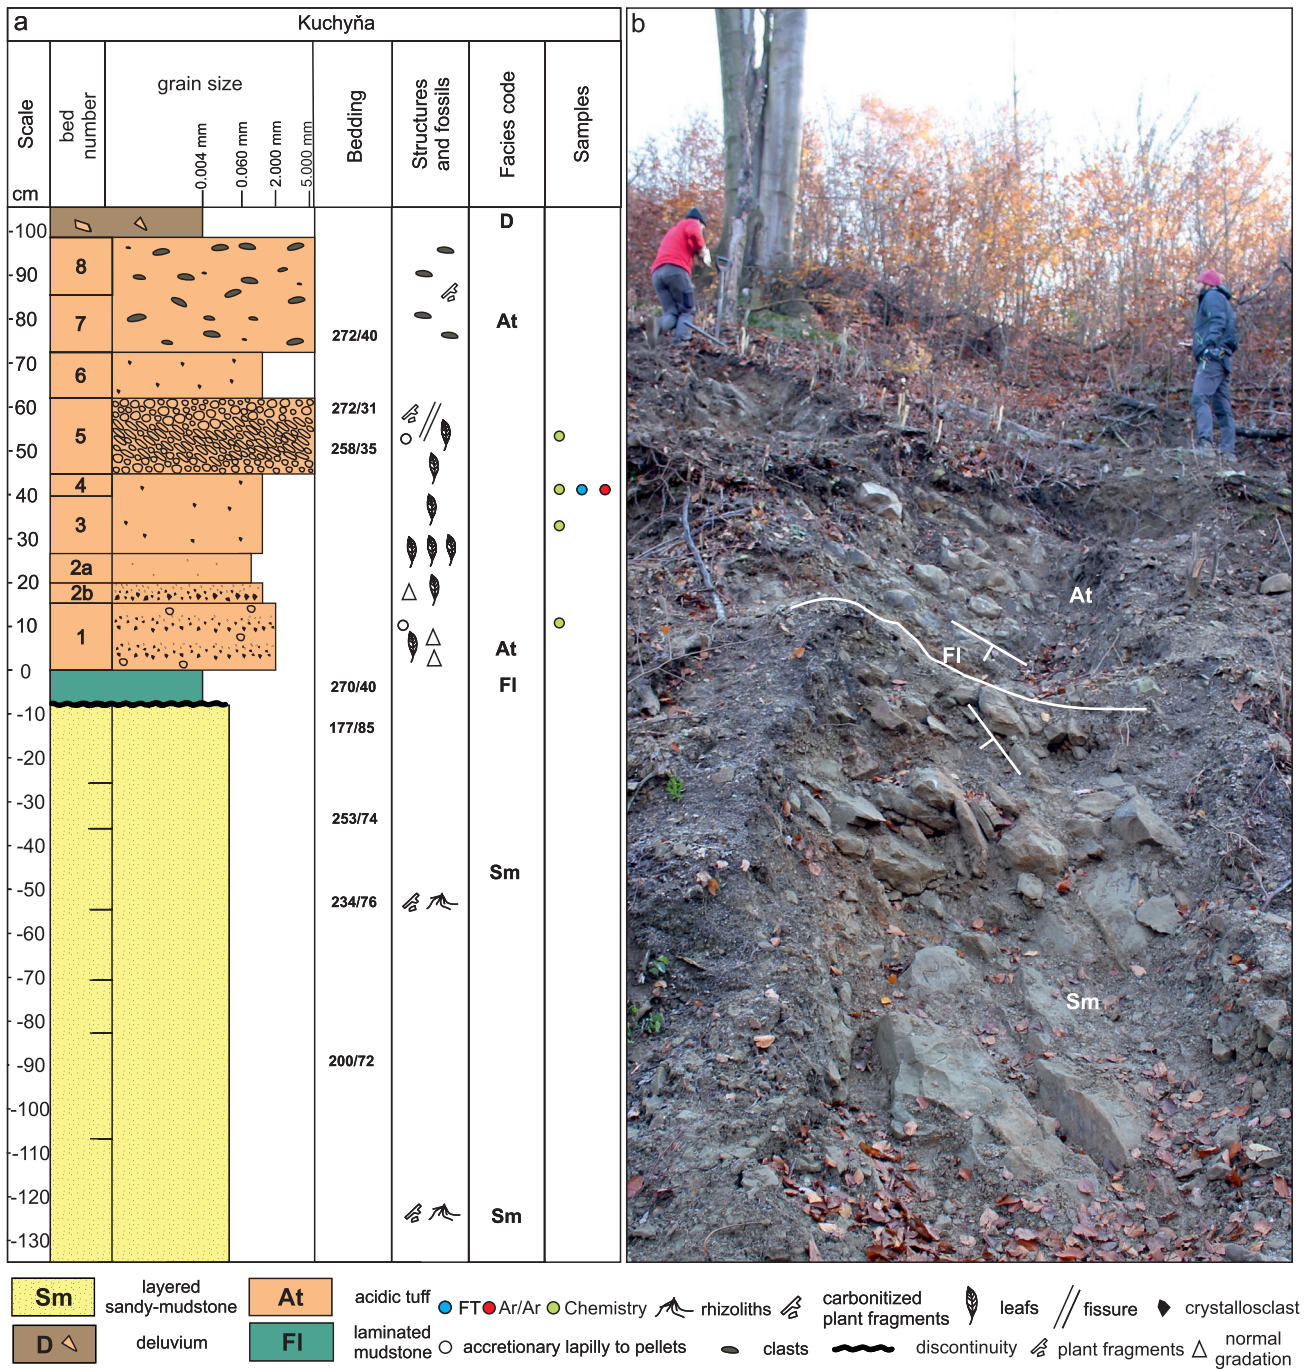 a
Kuchyňa
Scale
cm
bed
number
grain size
0.004 mm
0.060 mm
2.000 mm
5.000 mm
Bedding
Structures
and fossils
Facies code
Samples
100
90
80
70
60
50
40
30
20
10
0
-10
-20
-30
-40
-50
-60
-70
-80
-90
-100
-110
-120
-130
8
7
6
5
4
3
2a
2b
1
272/40
272/31
258/35
270/40
177/85
253/74
234/76
200/72
D
At
At
Fl
Sm
Sm
b
At
Fl
Sm
Sm
layered
sandy-mudstone
At
acidic tuff
FT
Ar/Ar
Chemistry
rhizoliths
carbonitized
plant fragments
leafs
fissure
crystallosclast
D
deluvium
Fl
laminated
mudstone
accretionary lapilly to pellets
clasts
discontinuity
plant fragments
normal
gradation